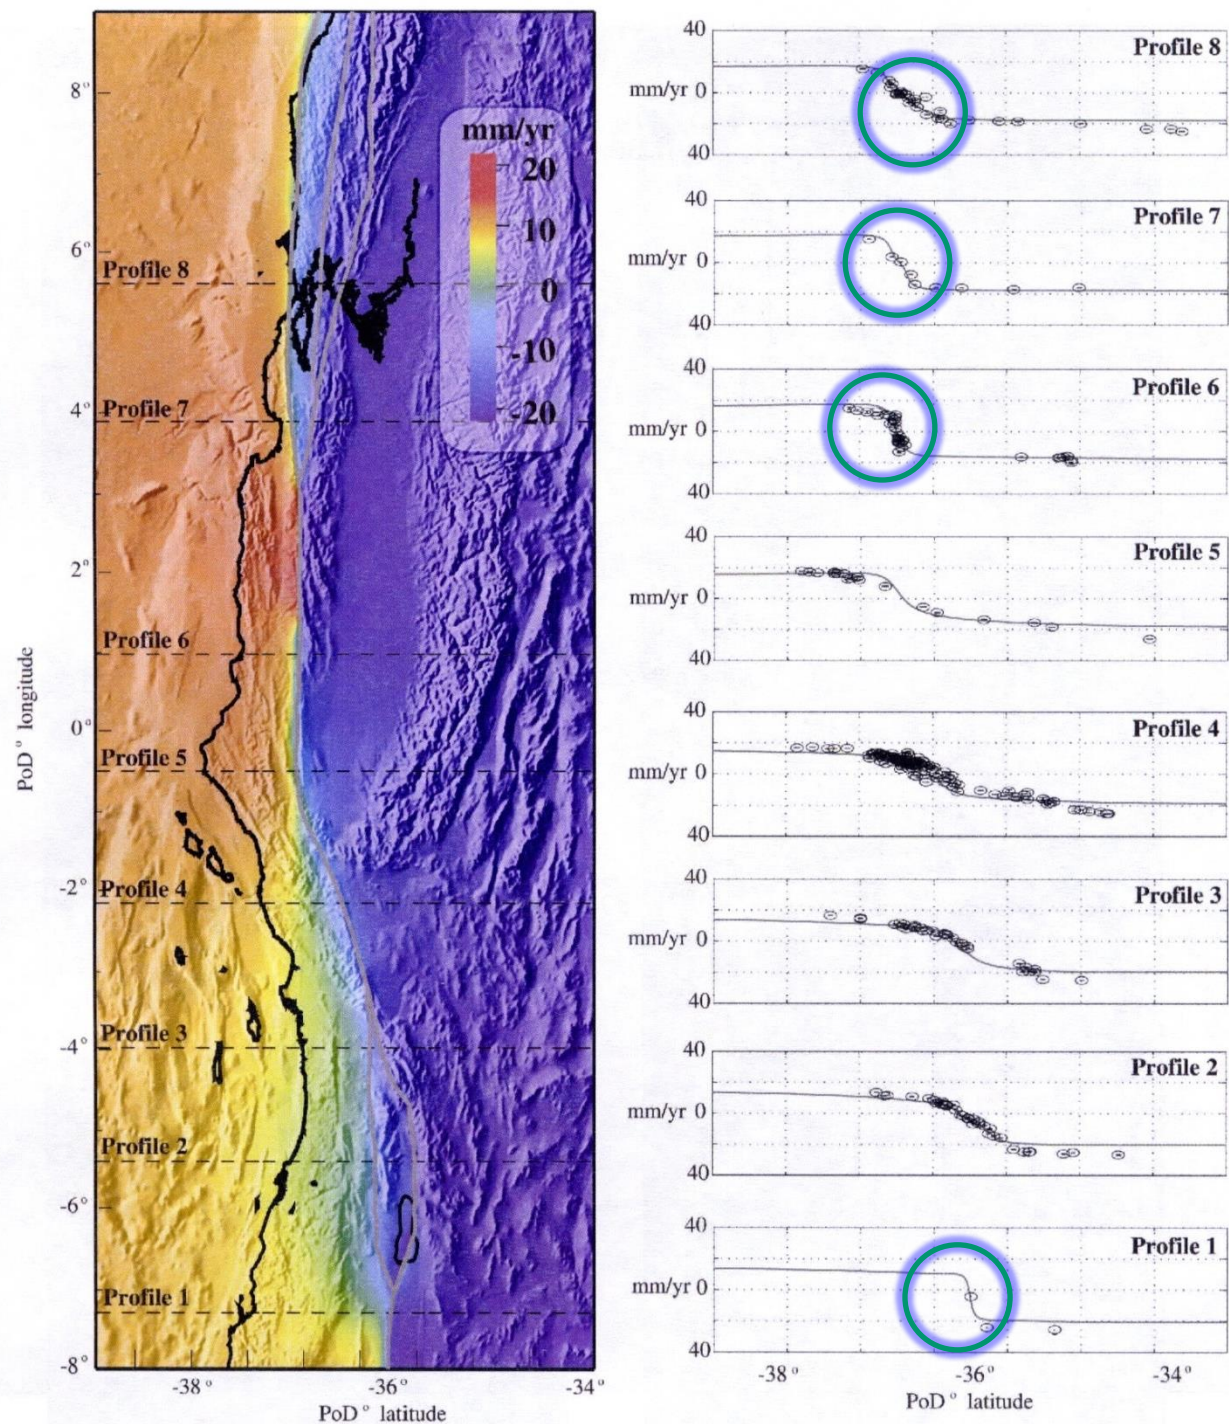 8°
6°
4°
2°
0°
-2°
-4°
-6°
-8°
PoD° longitude
-38°
-36°
-34°
PoD° latitude
mm/yr
20
10
0
-10
-20
Profile 8
Profile 7
Profile 6
Profile 5
Profile 4
Profile 3
Profile 2
Profile 1
40
Profile 8
mm/yr 0
40
40
Profile 7
mm/yr 0
40
40
Profile 6
mm/yr 0
40
40
Profile 5
mm/yr 0
40
40
Profile 4
mm/yr 0
40
40
Profile 3
mm/yr 0
40
40
Profile 2
mm/yr 0
40
40
Profile 1
mm/yr 0
40
-38°
-36°
-34°
PoD° latitude